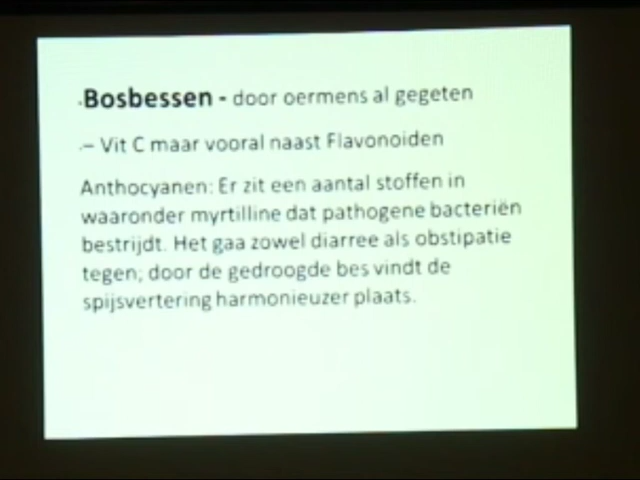 Bosbessen - door oermens al gegeten
– Vit C maar vooral naast Flavonoiden
Anthocyanen: Er zit een aantal stoffen in
waaronder myrtilline dat pathogene bacteriën
bestrijdt. Het gaa zowel diarree als obstipatie
tegen; door de gedroogde bes vindt de
spijsvertering harmonieuzer plaats.